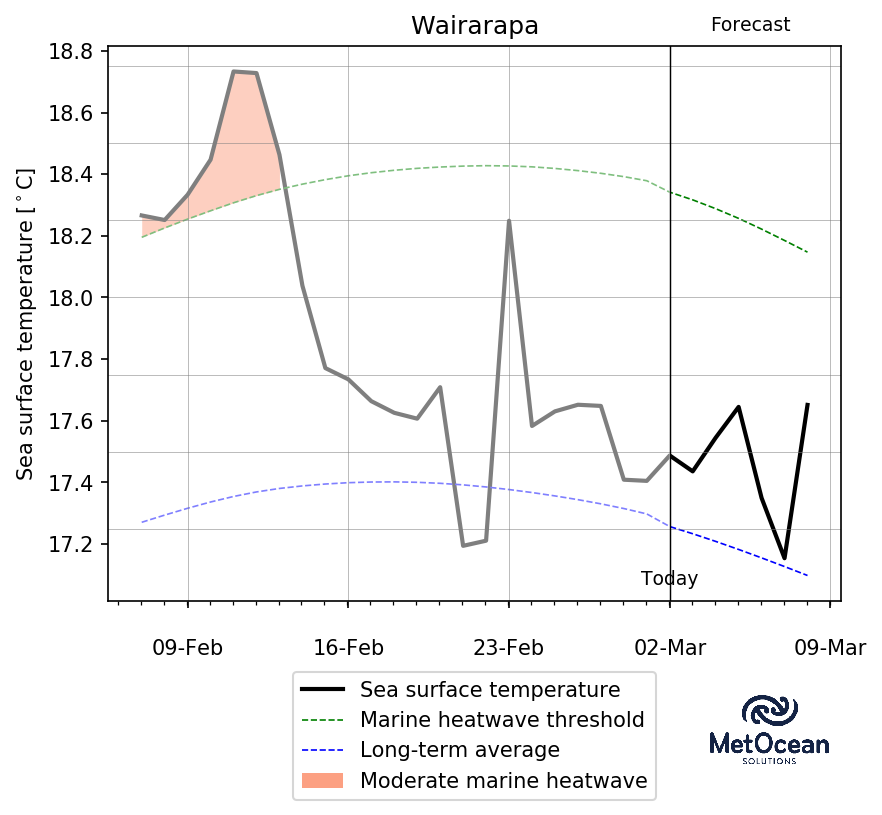 Wairarapa
Forecast
Sea surface temperature [°C]
18.8
18.6
18.4
18.2
18.0
17.8
17.6
17.4
17.2
Today
09-Feb
16-Feb
23-Feb
02-Mar
09-Mar
Sea surface temperature
Marine heatwave threshold
Long-term average
Moderate marine heatwave
MetOcean
SOLUTIONS